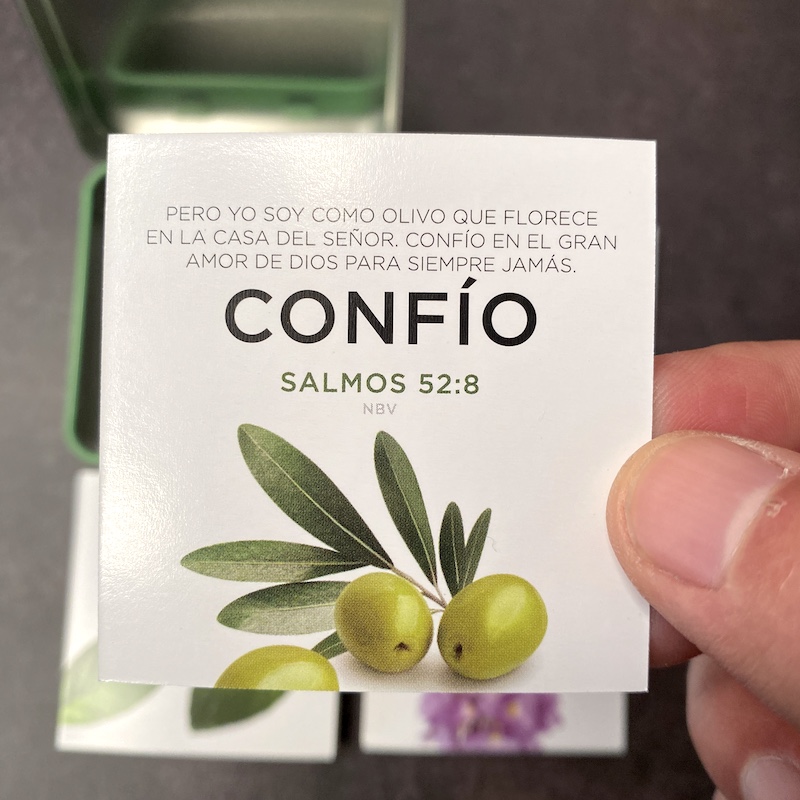 PERO YO SOY COMO OLIVO QUE FLORECE
EN LA CASA DEL SEÑOR. CONFÍO EN EL GRAN
AMOR DE DIOS PARA SIEMPRE JAMÁS.
CONFÍO
SALMOS 52:8
NBV